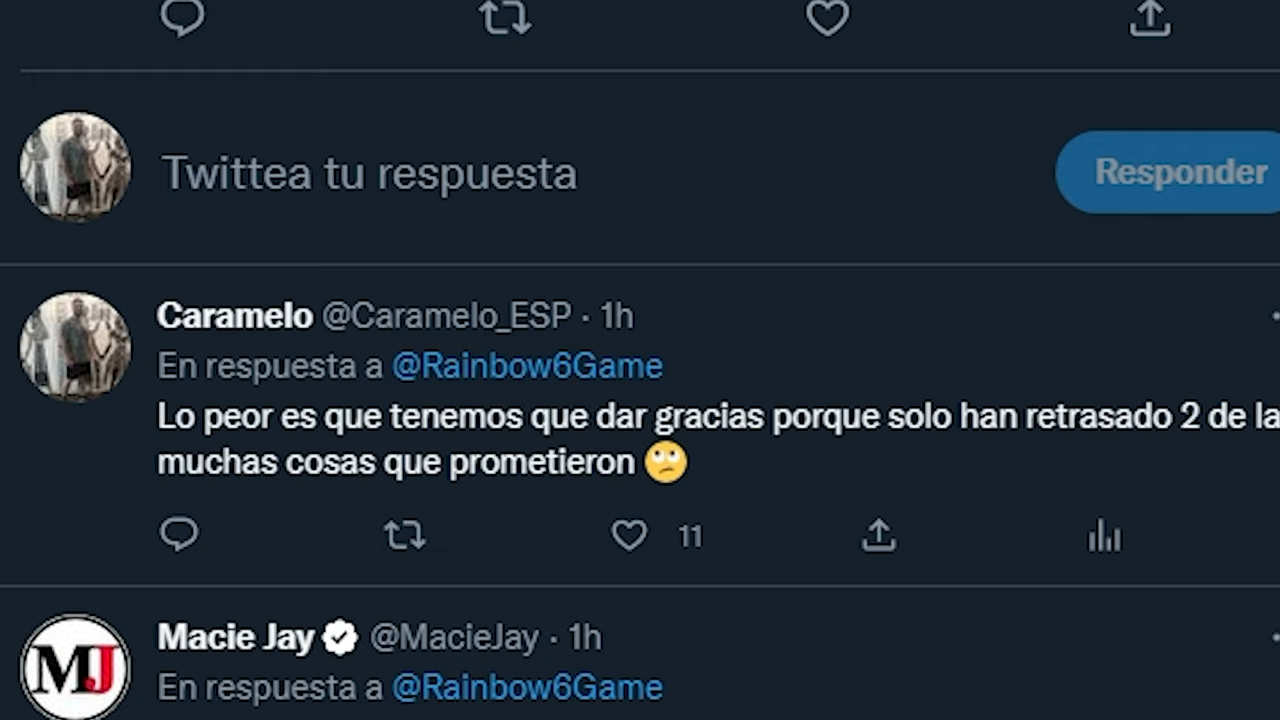 Twittea tu respuesta
Responder
Caramelo @Caramelo_ESP · 1h
En respuesta a @Rainbow6Game
Lo peor es que tenemos que dar gracias porque solo han retrasado 2 de la
muchas cosas que prometieron 🙄
11
Macie Jay @MacieJay · 1h
MJ
En respuesta a @Rainbow6Game